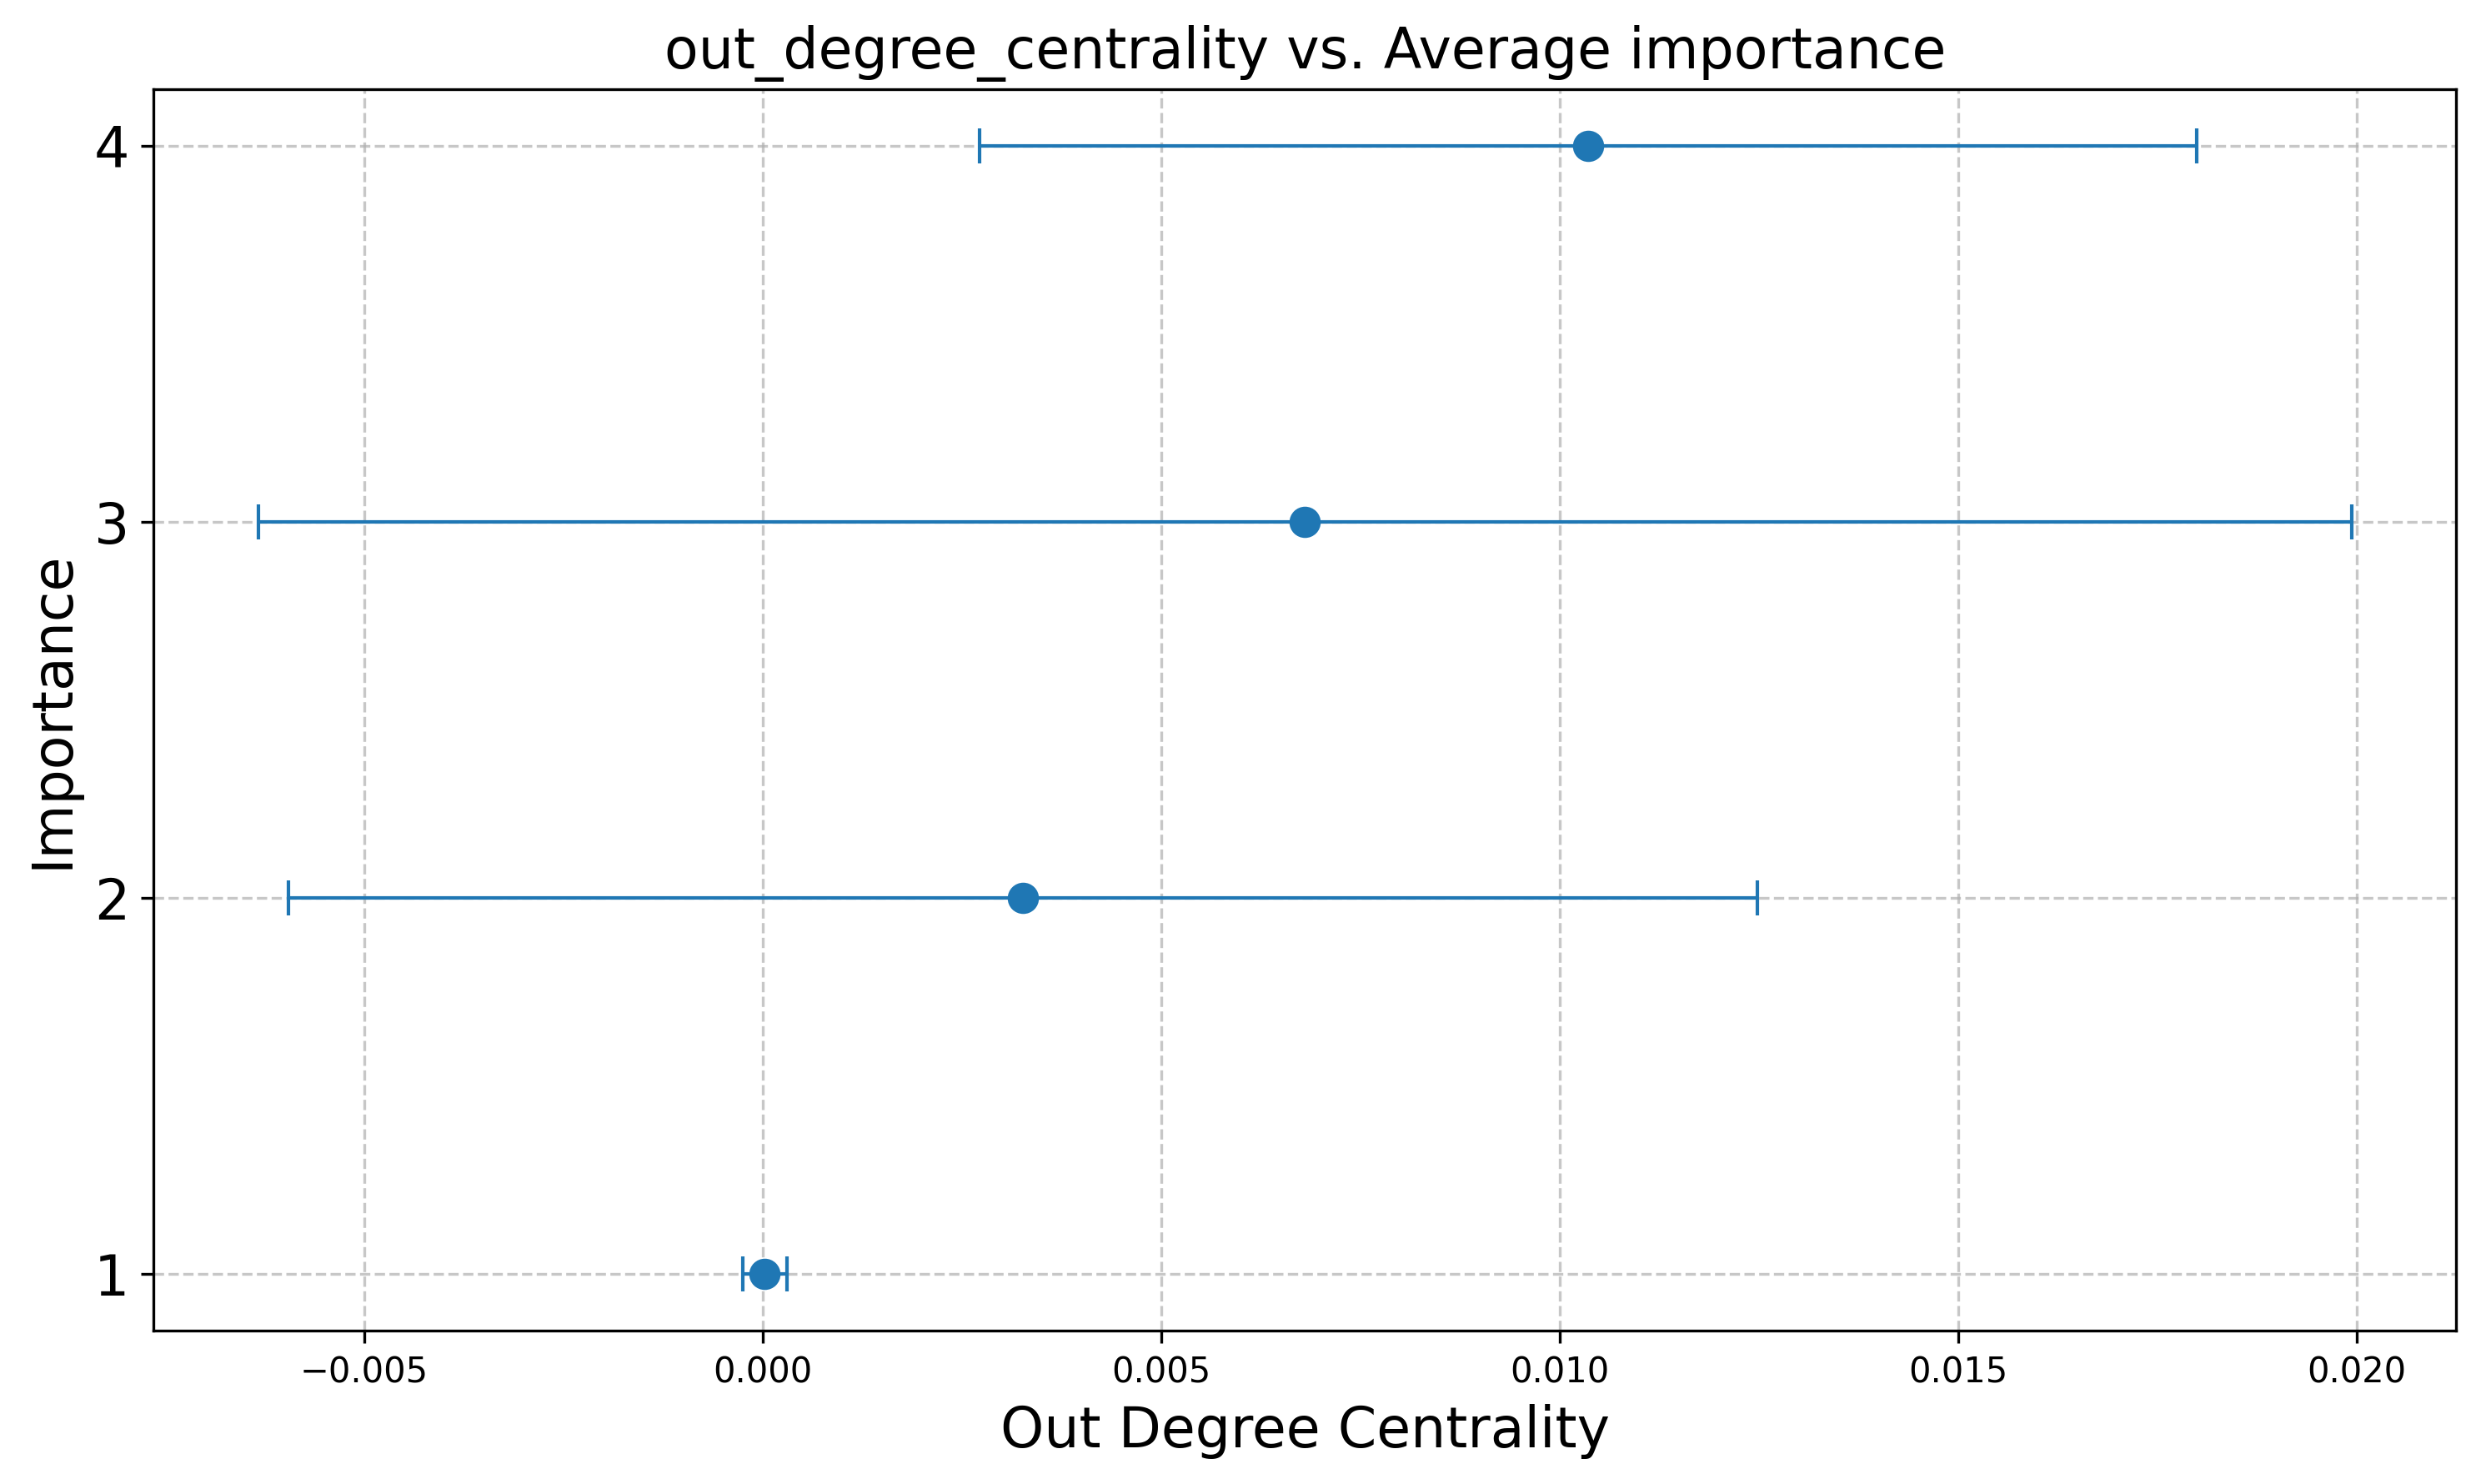 out_degree_centrality vs. Average importance
4
3
2
1
Importance
−0.005 0.000 0.005 0.010 0.015 0.020
Out Degree Centrality